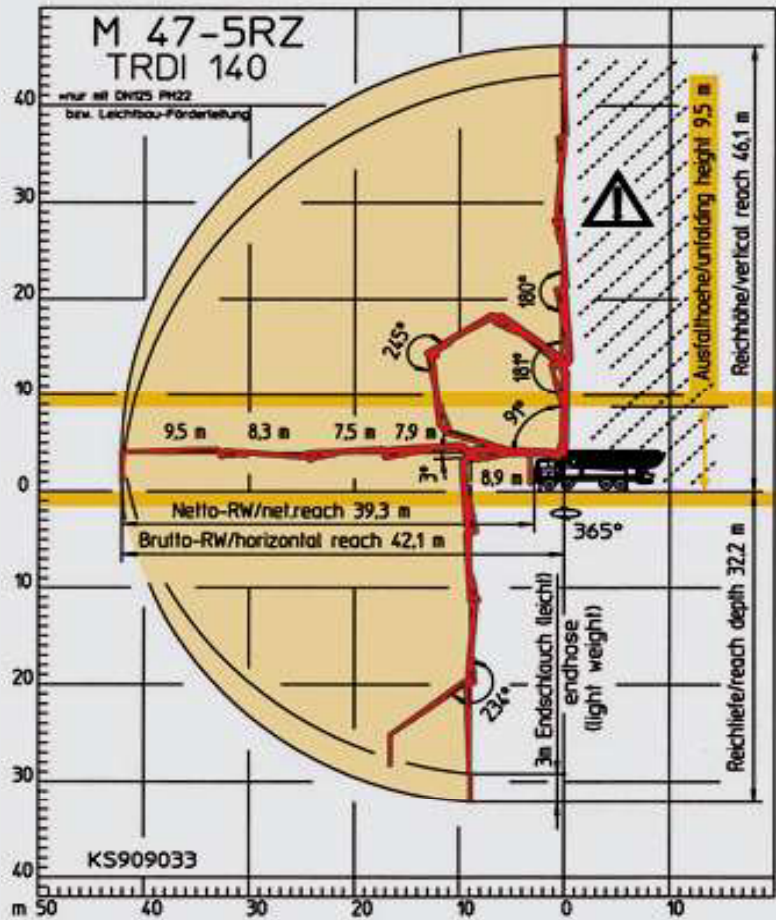 M 47-5RZ
TRDI 140
*nur mit DN125 PM22
bzw. Leichtbau-Förderleitung
40
30
20
10
0
10
20
30
40
m 50 40 30 20 10 0 10
180°
245°
181°
91°
9,5 m 8,3 m 7,5 m 7,9 m
3°
8,9 m
Netto-RW/net.reach 39,3 m
Brutto-RW/horizontal reach 42,1 m
365°
234°
3m Endschlauch (leicht)
endhose
(light weight)
Ausfalthoehe/unfolding height 9,5 m
Reichhöhe/vertical reach 46,1 m
Reichtiefe/reach depth 32,2 m
KS909033